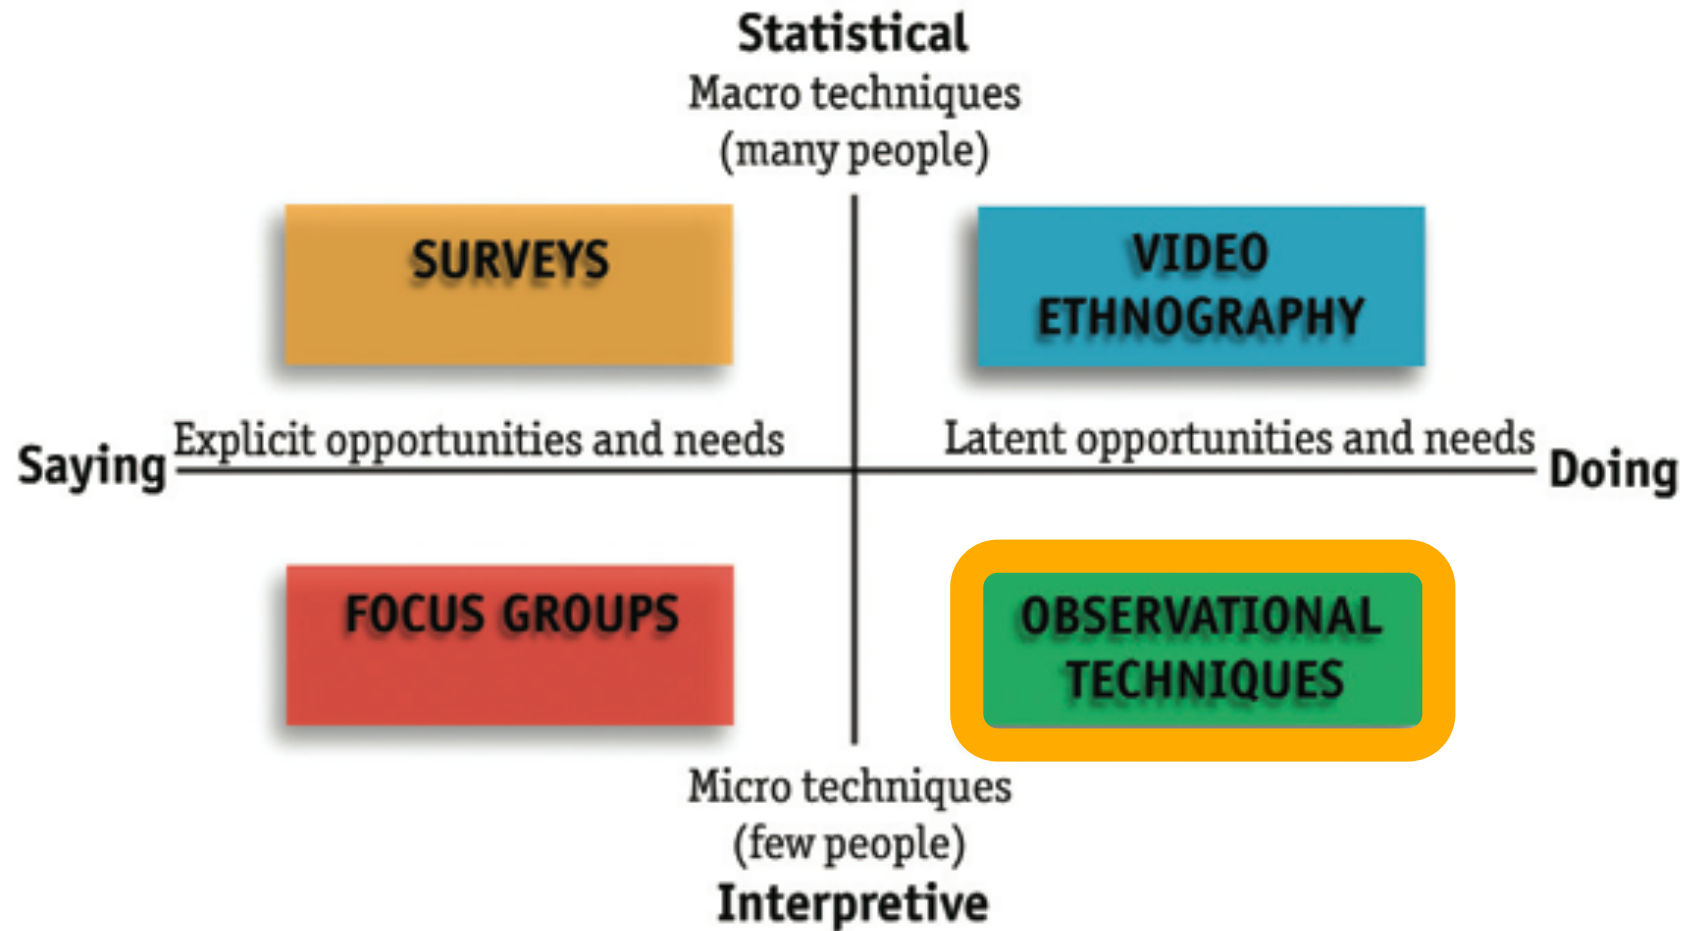 Statistical
Macro techniques
(many people)
SURVEYS
VIDEO
ETHNOGRAPHY
Explicit opportunities and needs
Latent opportunities and needs
Saying
Doing
FOCUS GROUPS
OBSERVATIONAL
TECHNIQUES
Micro techniques
(few people)
Interpretive